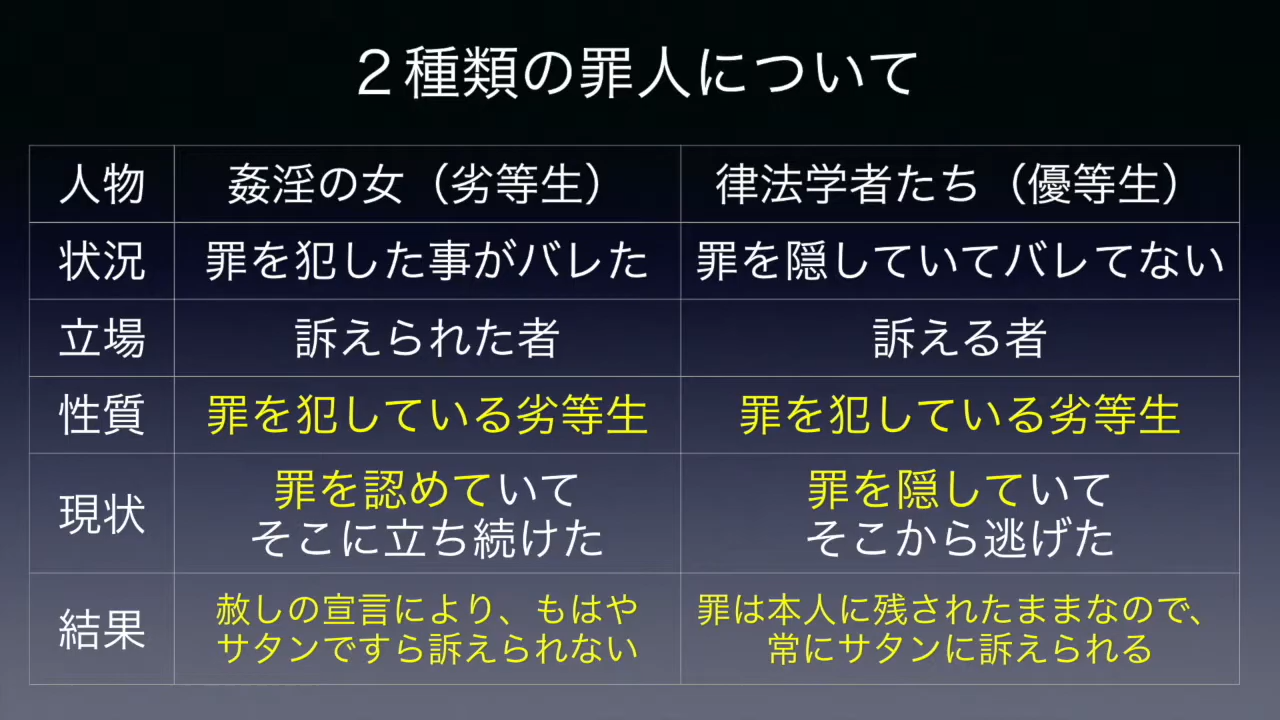 ２種類の罪人について
人物 姦淫の女（劣等生） 律法学者たち（優等生）
状況 罪を犯した事がバレた 罪を隠していてバレてない
立場 訴えられた者 訴える者
性質 罪を犯している劣等生 罪を犯している劣等生
現状 罪を認めていて 罪を隠していて
そこに立ち続けた そこから逃げた
結果 赦しの宣言により、もはや 罪は本人に残されたままなので、
サタンですら訴えられない 常にサタンに訴えられる